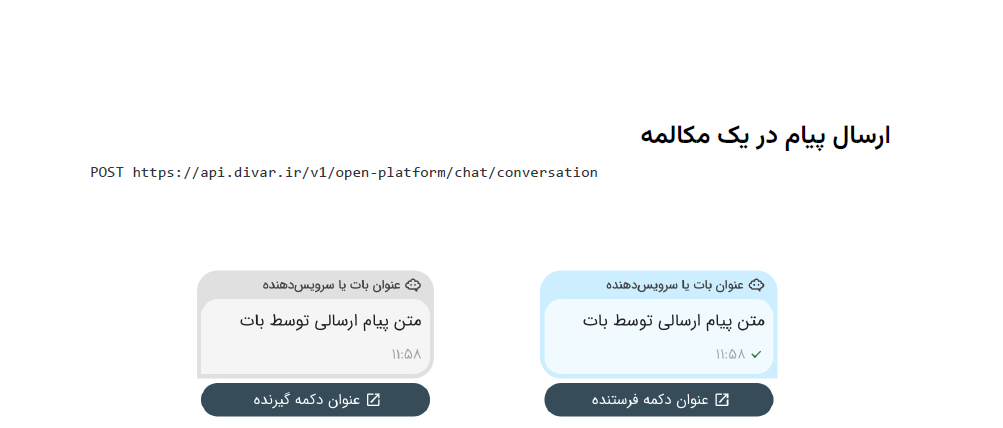 ارسال پیام در یک مکالمه
POST https://api.divar.ir/v1/open-platform/chat/conversation
عنوان بات یا سرویس‌دهنده
متن پیام ارسالی توسط بات
۱۱:۵۸
عنوان دکمه فرستنده
عنوان بات یا سرویس‌دهنده
متن پیام ارسالی توسط بات
۱۱:۵۸
عنوان دکمه گیرنده